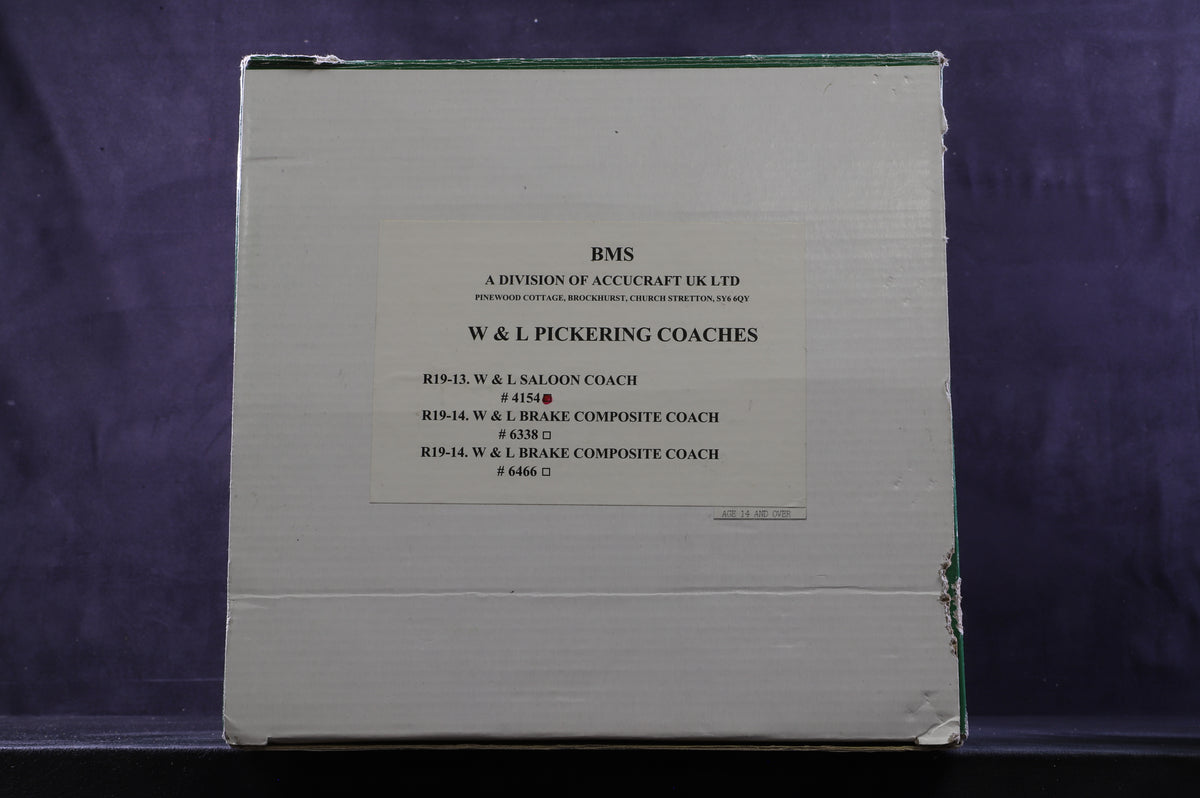 BMS
A DIVISION OF ACCUCRAFT UK LTD
PINEWOOD COTTAGE, BROCKHURST, CHURCH STRETTON, SY6 6QY
W & L PICKERING COACHES
R19-13. W & L SALOON COACH
# 4154
R19-14. W & L BRAKE COMPOSITE COACH
# 6338 □
R19-14. W & L BRAKE COMPOSITE COACH
# 6466 □
AGE 14 AND OVER